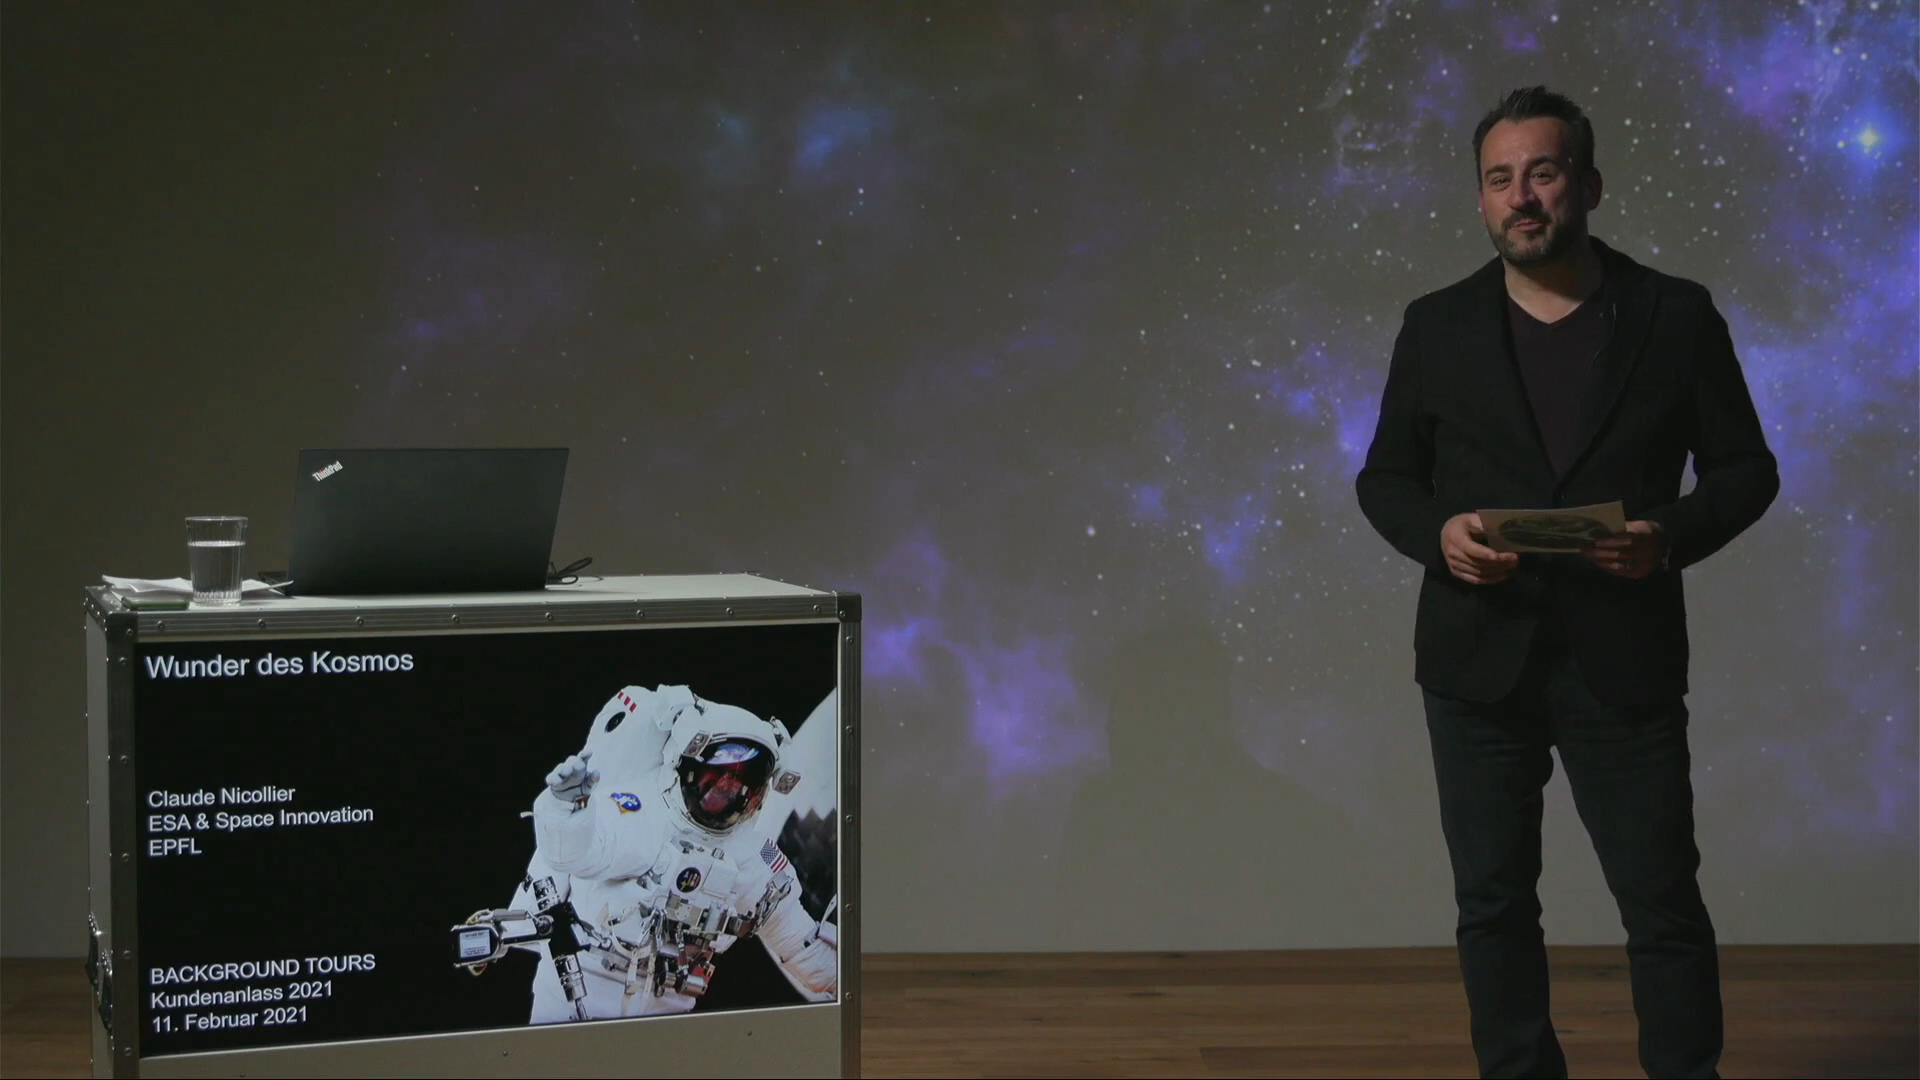 ThinkPad
Wunder des Kosmos
Claude Nicollier
ESA & Space Innovation
EPFL
BACKGROUND TOURS
Kundenanlass 2021
11. Februar 2021